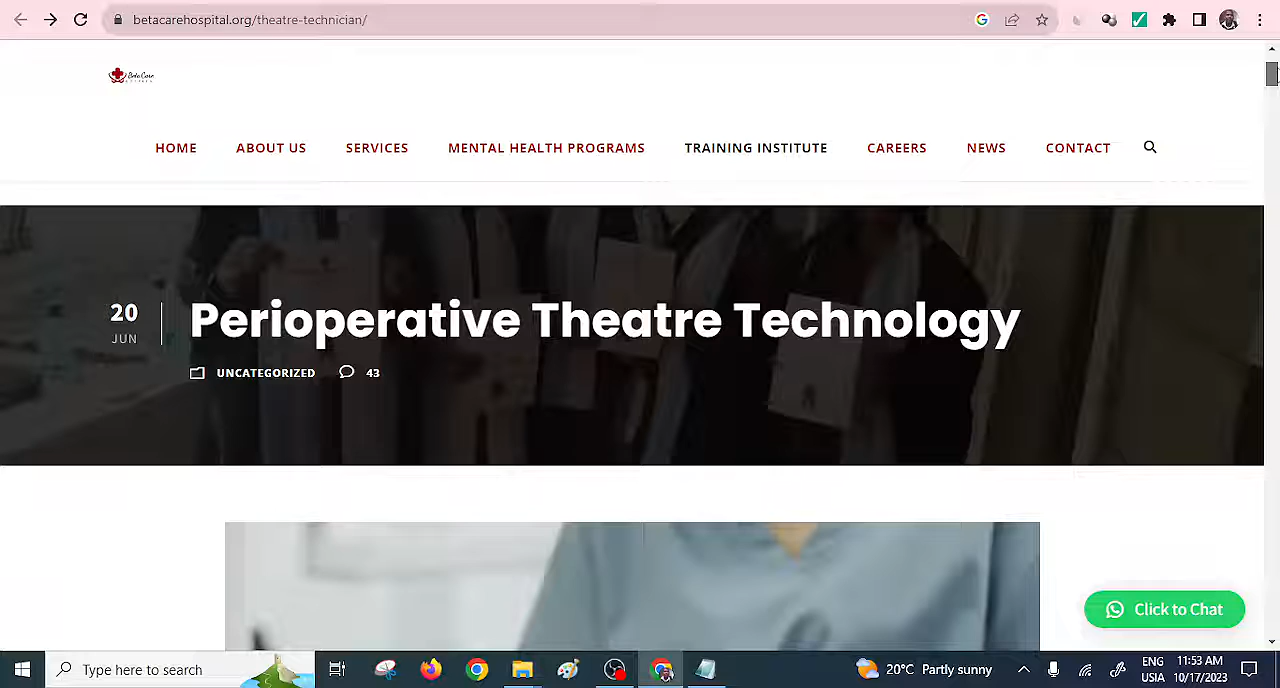 betacarehospital.org/theatre-technician/
Beta Care
HOME ABOUT US SERVICES MENTAL HEALTH PROGRAMS TRAINING INSTITUTE CAREERS NEWS CONTACT
20
JUN
Perioperative Theatre Technology
UNCATEGORIZED 43
Click to Chat
Type here to search
20°C Partly sunny
ENG
USIA
11:53 AM
10/17/2023